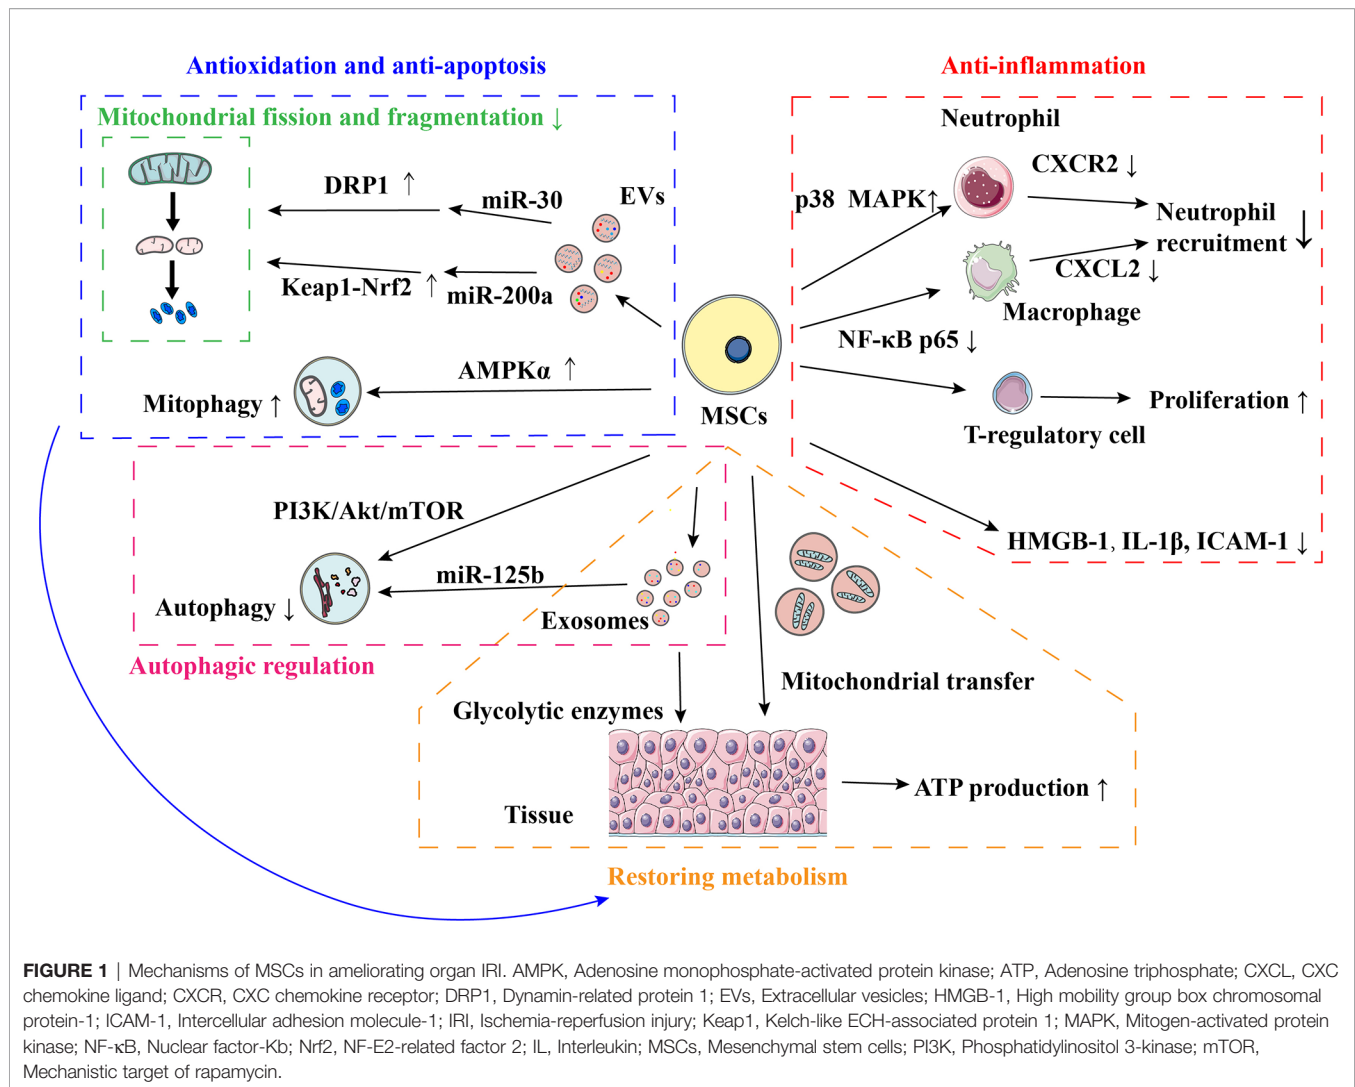 Antioxidation and anti-apoptosis
Mitochondrial fission and fragmentation ↓
DRP1 ↑
miR-30
EVs
Keap1-Nrf2 ↑
miR-200a
AMPKα ↑
Mitophagy ↑
MSCs
Anti-inflammation
Neutrophil
CXCR2 ↓
p38 MAPK↑
Neutrophil
recruitment ↓
CXCL2 ↓
Macrophage
NF-κB p65 ↓
Proliferation ↑
T-regulatory cell
HMGB-1, IL-1β, ICAM-1 ↓
PI3K/Akt/mTOR
miR-125b
Autophagy ↓
Exosomes
Autophagic regulation
Mitochondrial transfer
Glycolytic enzymes
Tissue
ATP production ↑
Restoring metabolism
FIGURE 1 | Mechanisms of MSCs in ameliorating organ IRI. AMPK, Adenosine monophosphate-activated protein kinase; ATP, Adenosine triphosphate; CXCL, CXC
chemokine ligand; CXCR, CXC chemokine receptor; DRP1, Dynamin-related protein 1; EVs, Extracellular vesicles; HMGB-1, High mobility group box chromosomal
protein-1; ICAM-1, Intercellular adhesion molecule-1; IRI, Ischemia-reperfusion injury; Keap1, Kelch-like ECH-associated protein 1; MAPK, Mitogen-activated protein
kinase; NF-κB, Nuclear factor-Kb; Nrf2, NF-E2-related factor 2; IL, Interleukin; MSCs, Mesenchymal stem cells; PI3K, Phosphatidylinositol 3-kinase; mTOR,
Mechanistic target of rapamycin.